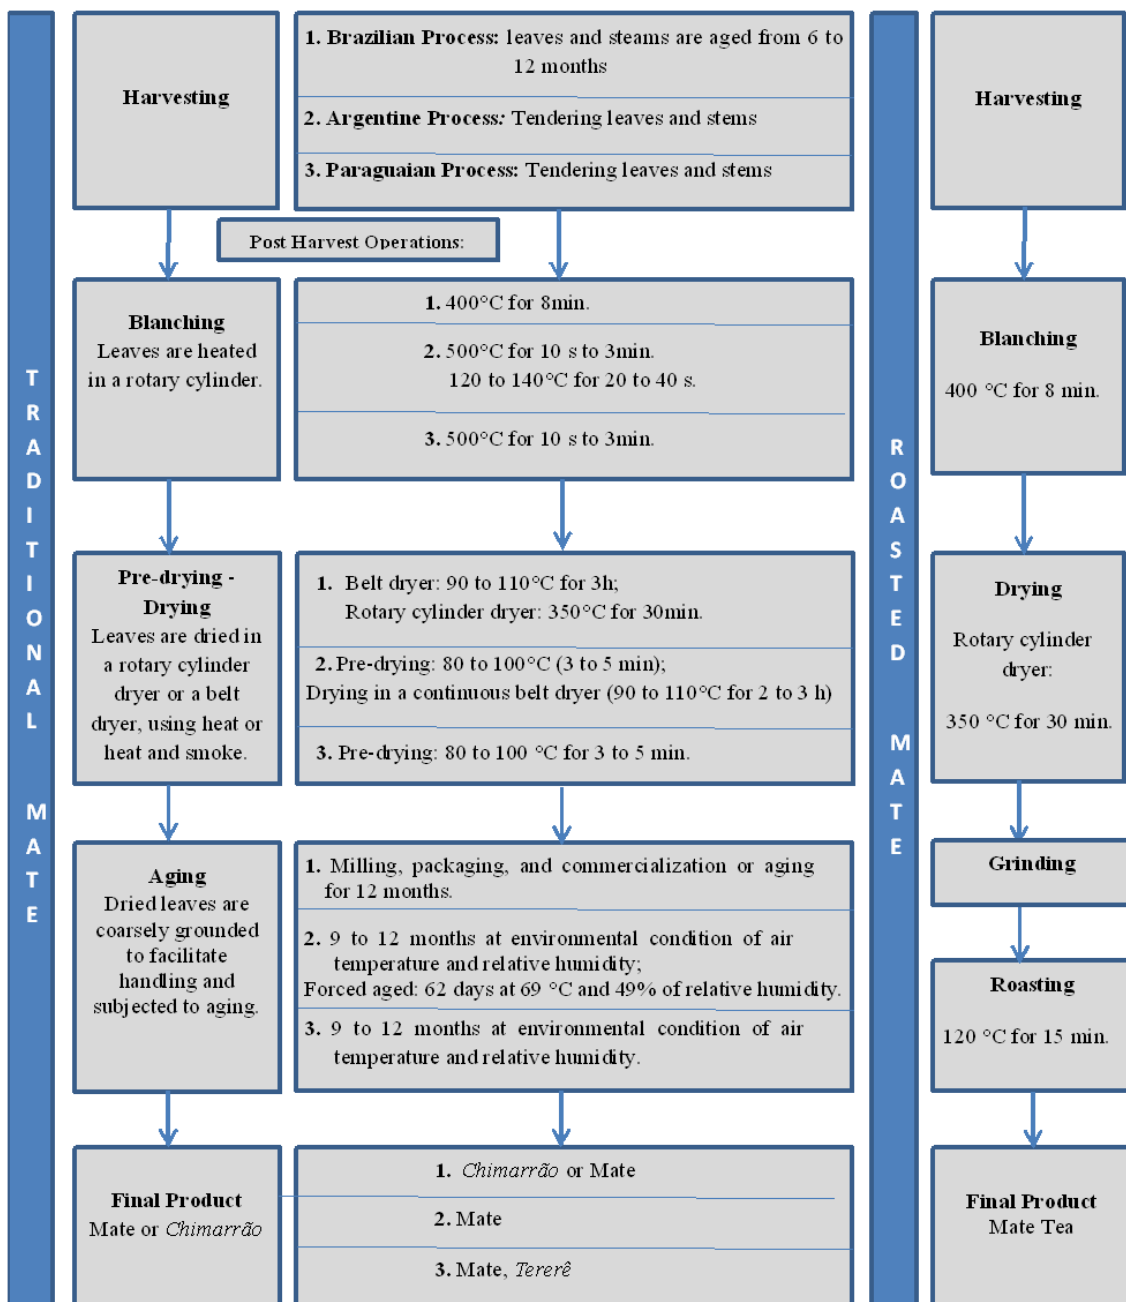 TRADITIONAL MATE
Harvesting
1. Brazilian Process: leaves and steams are aged from 6 to
12 months
2. Argentine Process: Tendering leaves and stems
3. Paraguaian Process: Tendering leaves and stems
Post Harvest Operations:
Blanching
Leaves are heated
in a rotary cylinder.
1. 400°C for 8min.
2. 500°C for 10 s to 3min.
120 to 140°C for 20 to 40 s.
3. 500°C for 10 s to 3min.
Pre-drying -
Drying
Leaves are dried in
a rotary cylinder
dryer or a belt
dryer, using heat or
heat and smoke.
1. Belt dryer: 90 to 110°C for 3h;
Rotary cylinder dryer: 350°C for 30min.
2. Pre-drying: 80 to 100°C (3 to 5 min);
Drying in a continuous belt dryer (90 to 110°C for 2 to 3 h)
3. Pre-drying: 80 to 100 °C for 3 to 5 min.
Aging
Dried leaves are
coarsely grounded
to facilitate
handling and
subjected to aging.
1. Milling, packaging, and commercialization or aging
for 12 months.
2. 9 to 12 months at environmental condition of air
temperature and relative humidity;
Forced aged: 62 days at 69 °C and 49% of relative humidity.
3. 9 to 12 months at environmental condition of air
temperature and relative humidity.
Final Product
Mate or Chimarrão
1. Chimarrão or Mate
2. Mate
3. Mate, Tererê
ROASTED MATE
Harvesting
Blanching
400 °C for 8 min.
Drying
Rotary cylinder
dryer:
350 °C for 30 min.
Grinding
Roasting
120 °C for 15 min.
Final Product
Mate Tea